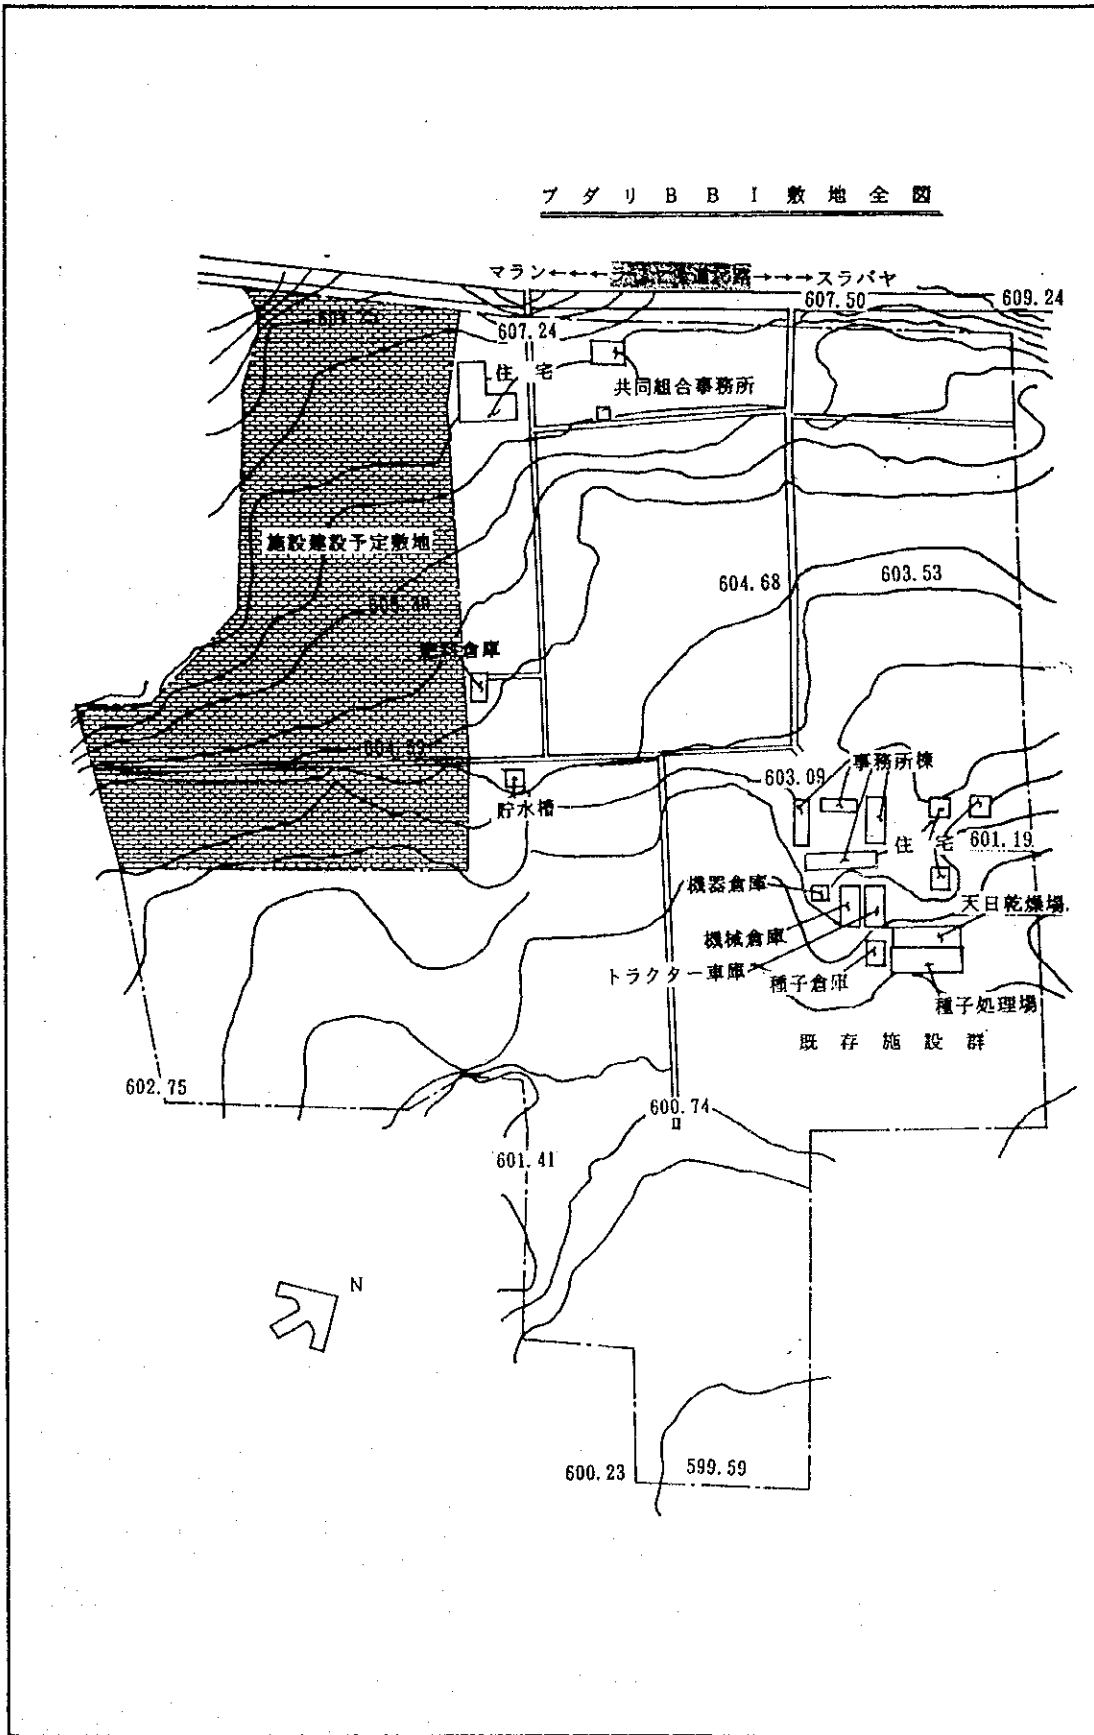 ブダリBBI敷地全図
マラン←←← →→→スラバヤ
607.50
609.24
607.24
住宅
共同組合事務所
施設建設予定敷地
604.68
603.53
倉庫
603.09
事務所棟
貯水槽
住宅
601.19
機器倉庫
天日乾燥場
機械倉庫
トラクター車庫
種子倉庫
種子処理場
既存施設群
602.75
600.74
601.41
N
600.23
599.59